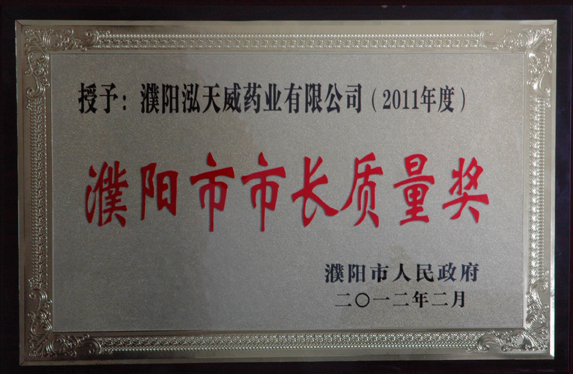 授予：濮阳泓天威药业有限公司（2011年度）
濮阳市市长质量奖
濮阳市人民政府
二〇一二年二月